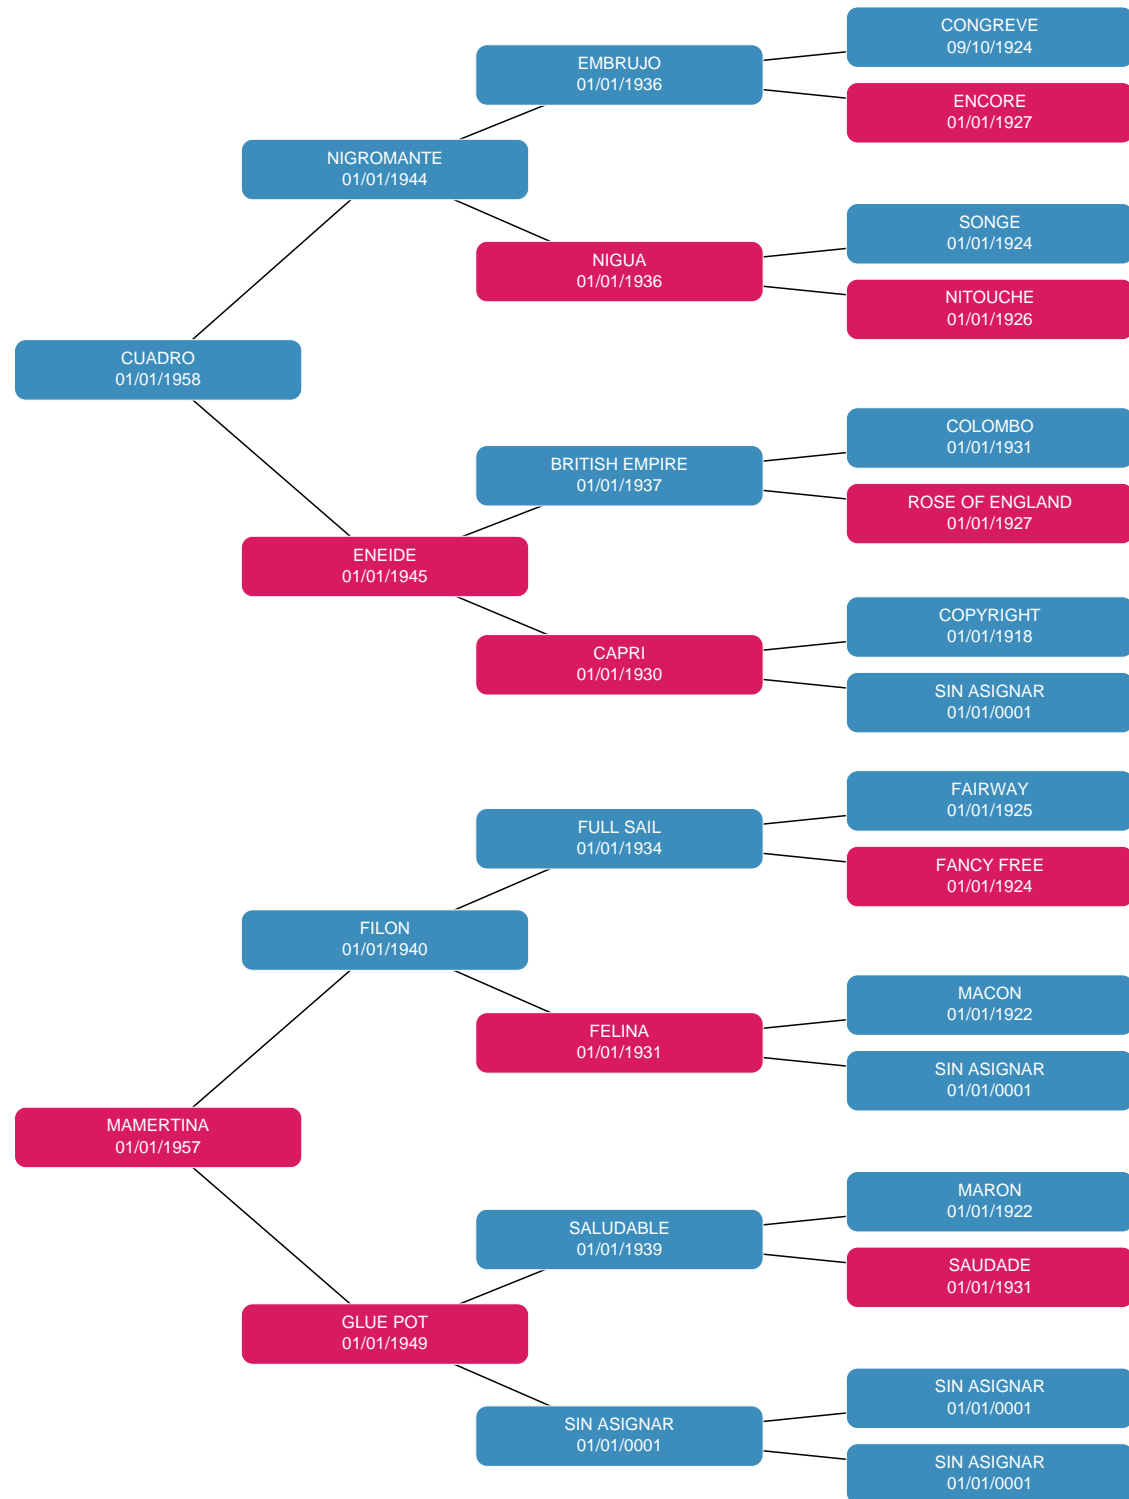 CONGREVE
09/10/1924
EMBRUJO
01/01/1936
ENCORE
01/01/1927
NIGROMANTE
01/01/1944
SONGE
01/01/1924
NIGUA
01/01/1936
NITOUCHE
01/01/1926
CUADRO
01/01/1958
COLOMBO
01/01/1931
BRITISH EMPIRE
01/01/1937
ROSE OF ENGLAND
01/01/1927
ENEIDE
01/01/1945
COPYRIGHT
01/01/1918
CAPRI
01/01/1930
SIN ASIGNAR
01/01/0001
FAIRWAY
01/01/1925
FULL SAIL
01/01/1934
FANCY FREE
01/01/1924
FILON
01/01/1940
MACON
01/01/1922
FELINA
01/01/1931
SIN ASIGNAR
01/01/0001
MAMERTINA
01/01/1957
MARON
01/01/1922
SALUDABLE
01/01/1939
SAUDADE
01/01/1931
GLUE POT
01/01/1949
SIN ASIGNAR
01/01/0001
SIN ASIGNAR
01/01/0001
SIN ASIGNAR
01/01/0001